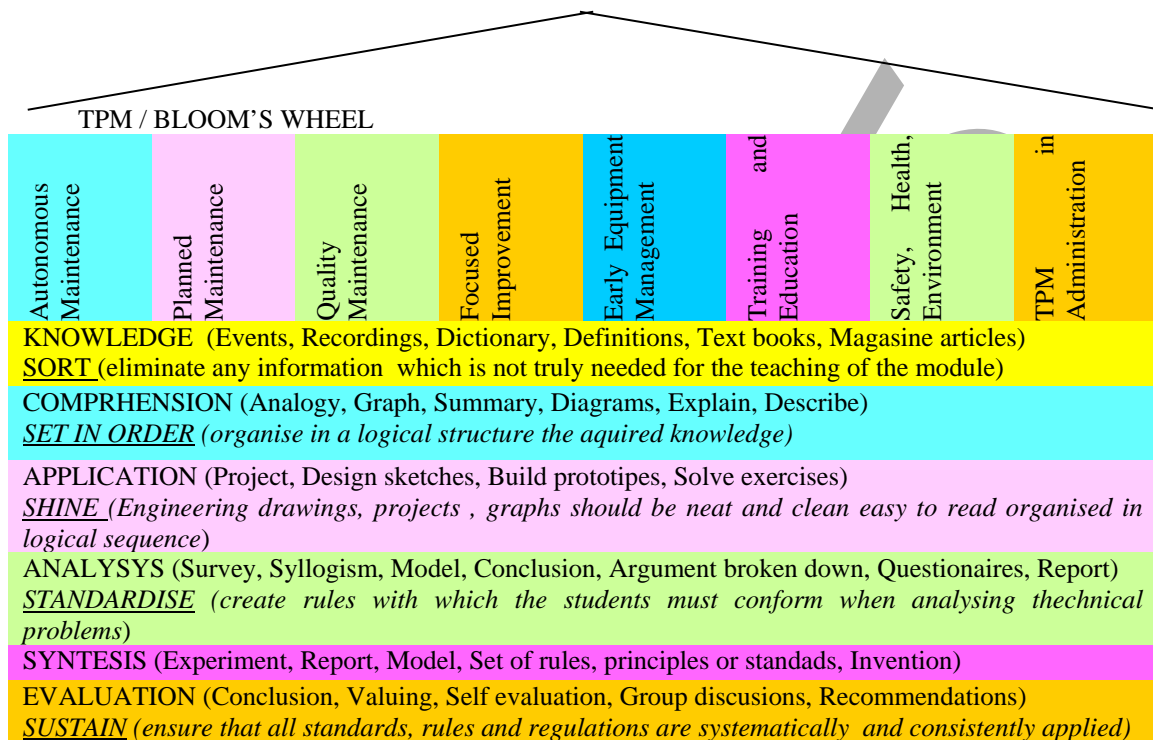 TPM / BLOOM'S WHEEL
Autonomous
Maintenance
Planned
Maintenance
Quality
Maintenance
Focused
Improvement
Early Equipment
Management
Training and
Education
Safety, Health,
Environment
TPM in
Administration
KNOWLEDGE (Events, Recordings, Dictionary, Definitions, Text books, Magasine articles)
SORT (eliminate any information which is not truly needed for the teaching of the module)
COMPRHENSION (Analogy, Graph, Summary, Diagrams, Explain, Describe)
SET IN ORDER (organise in a logical structure the aquired knowledge)
APPLICATION (Project, Design sketches, Build prototipes, Solve exercises)
SHINE (Engineering drawings, projects , graphs should be neat and clean easy to read organised in
logical sequence)
ANALYSYS (Survey, Syllogism, Model, Conclusion, Argument broken down, Questionaires, Report)
STANDARDISE (create rules with which the students must conform when analysing thechnical
problems)
SYNTESIS (Experiment, Report, Model, Set of rules, principles or standads, Invention)
EVALUATION (Conclusion, Valuing, Self evaluation, Group discusions, Recommendations)
SUSTAIN (ensure that all standards, rules and regulations are systematically and consistently applied)